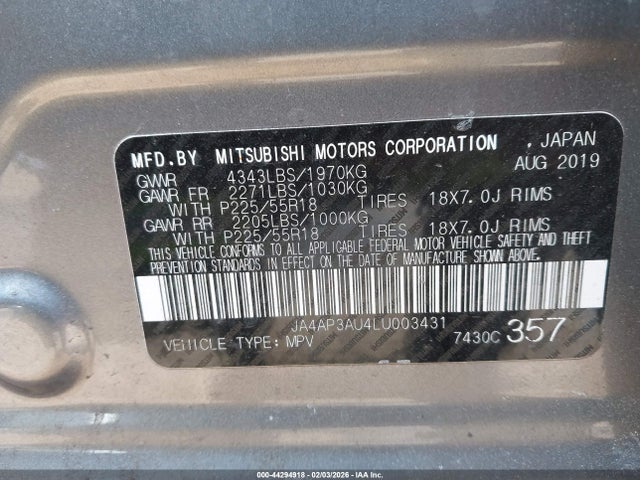 MFD.BY MITSUBISHI MOTORS CORPORATION , JAPAN
GVWR 4343LBS/1970KG AUG 2019
GAWR FR 2271LBS/1030KG
WITH P225/55R18 TIRES 18X7.0J RIMS
GAWR RR 2205LBS/1000KG
WITH P225/55R18 TIRES 18X7.0J RIMS
THIS VEHICLE CONFORMS TO ALL APPLICABLE FEDERAL MOTOR VEHICLE SAFETY AND THEFT
PREVENTION STANDARDS IN EFFECT ON THE DATE OF MANUFACTURE SHOWN ABOVE.
JA4AP3AU4LU003431
VEHICLE TYPE: MPV 7430C 357
000-44294918 - 02/03/2026 - IAA Inc.